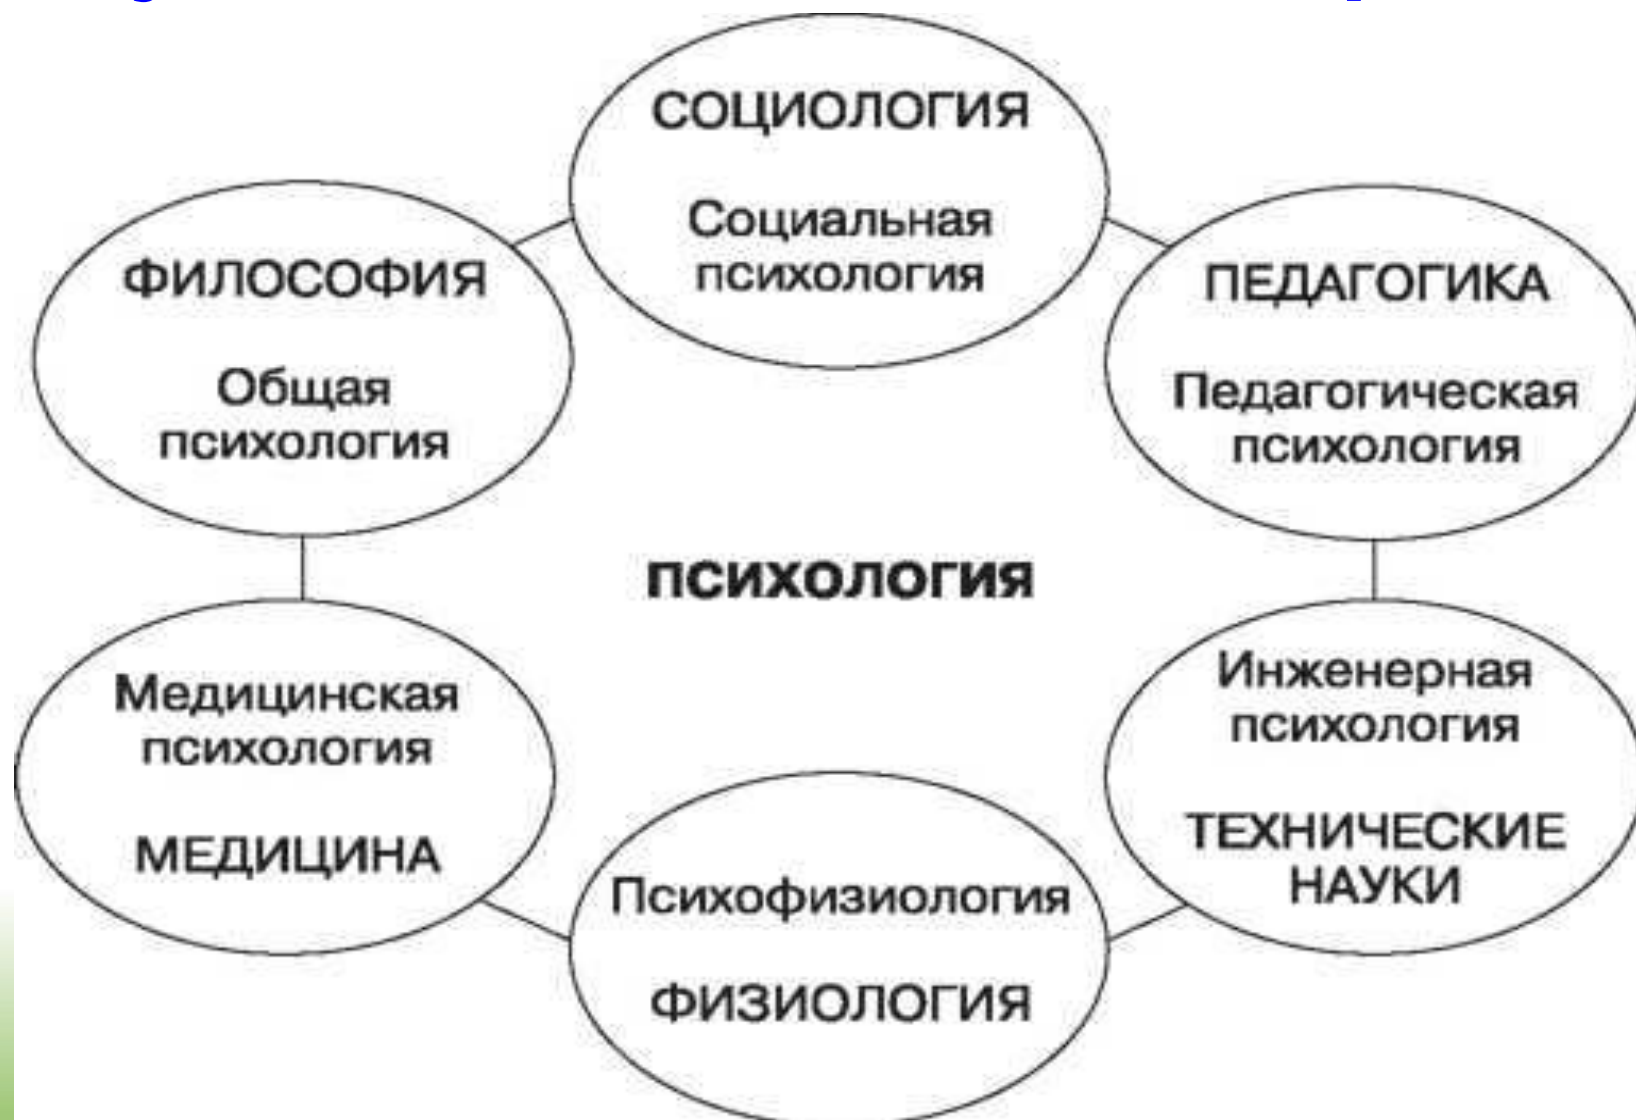 СОЦИОЛОГИЯ
Социальная
психология
ФИЛОСОФИЯ
Общая
психология
ПЕДАГОГИКА
Педагогическая
психология
ПСИХОЛОГИЯ
Медицинская
психология
МЕДИЦИНА
Инженерная
психология
ТЕХНИЧЕСКИЕ
НАУКИ
Психофизиология
ФИЗИОЛОГИЯ